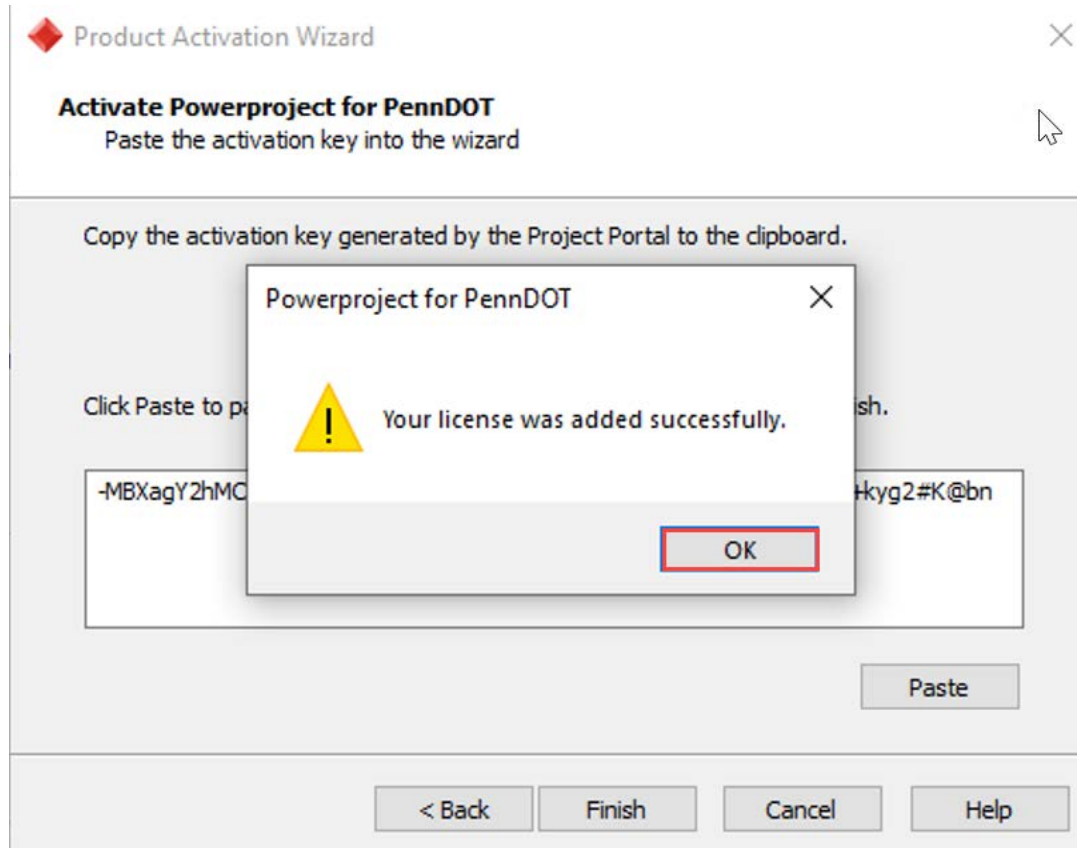 Product Activation Wizard
Activate Powerproject for PennDOT
Paste the activation key into the wizard
Copy the activation key generated by the Project Portal to the clipboard.
Powerproject for PennDOT
Click Paste to
Your license was added successfully.
-MBXagY2hMC
kyg2#K@bn
OK
Paste
< Back
Finish
Cancel
Help